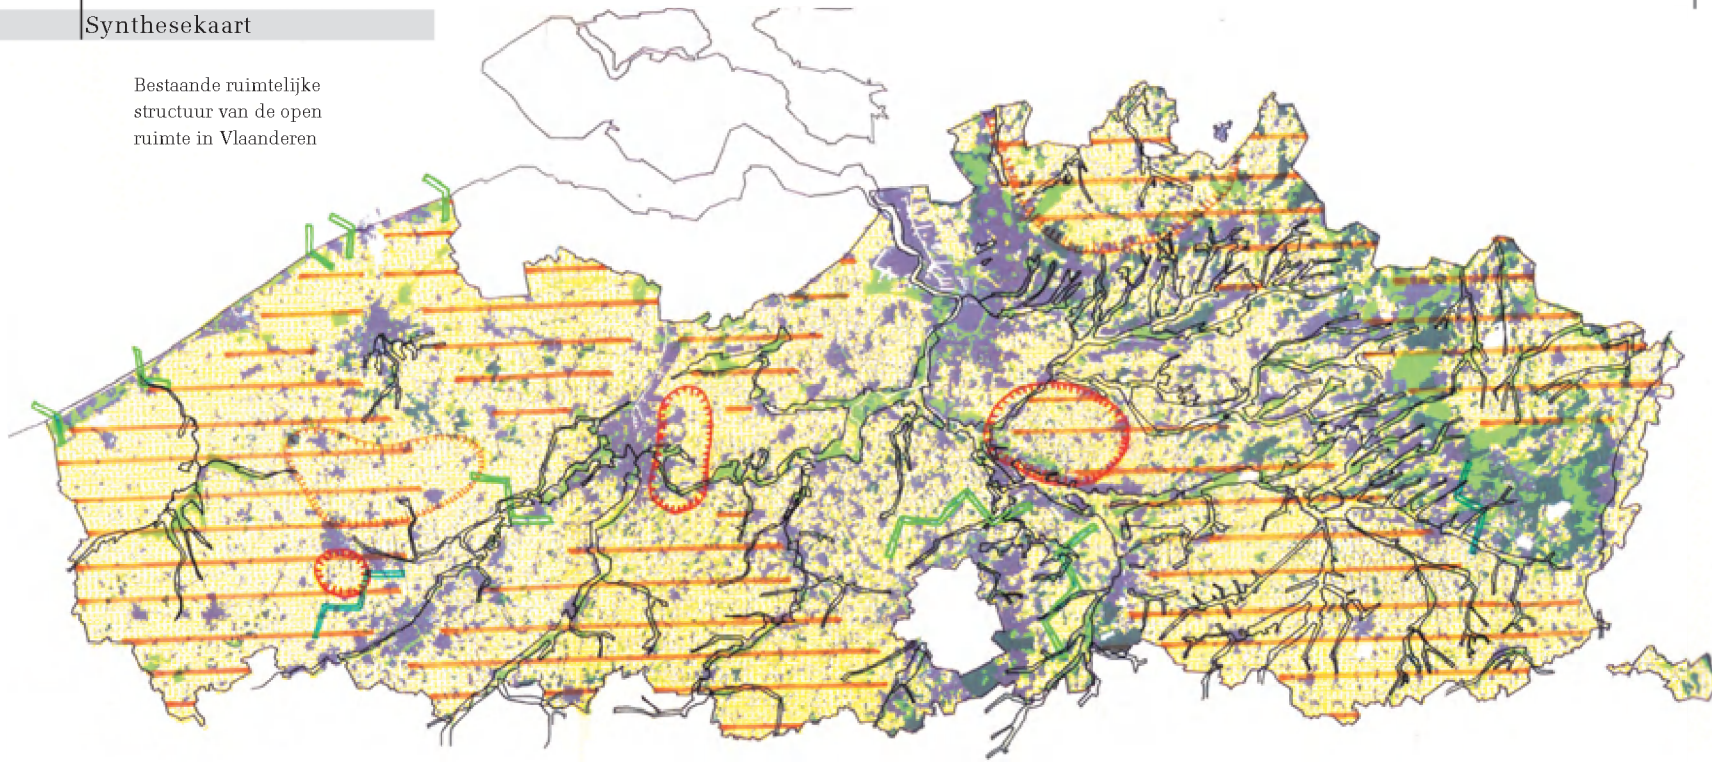 Synthesekaart
Bestaande ruimtelijke
structuur van de open
ruimte in Vlaanderen